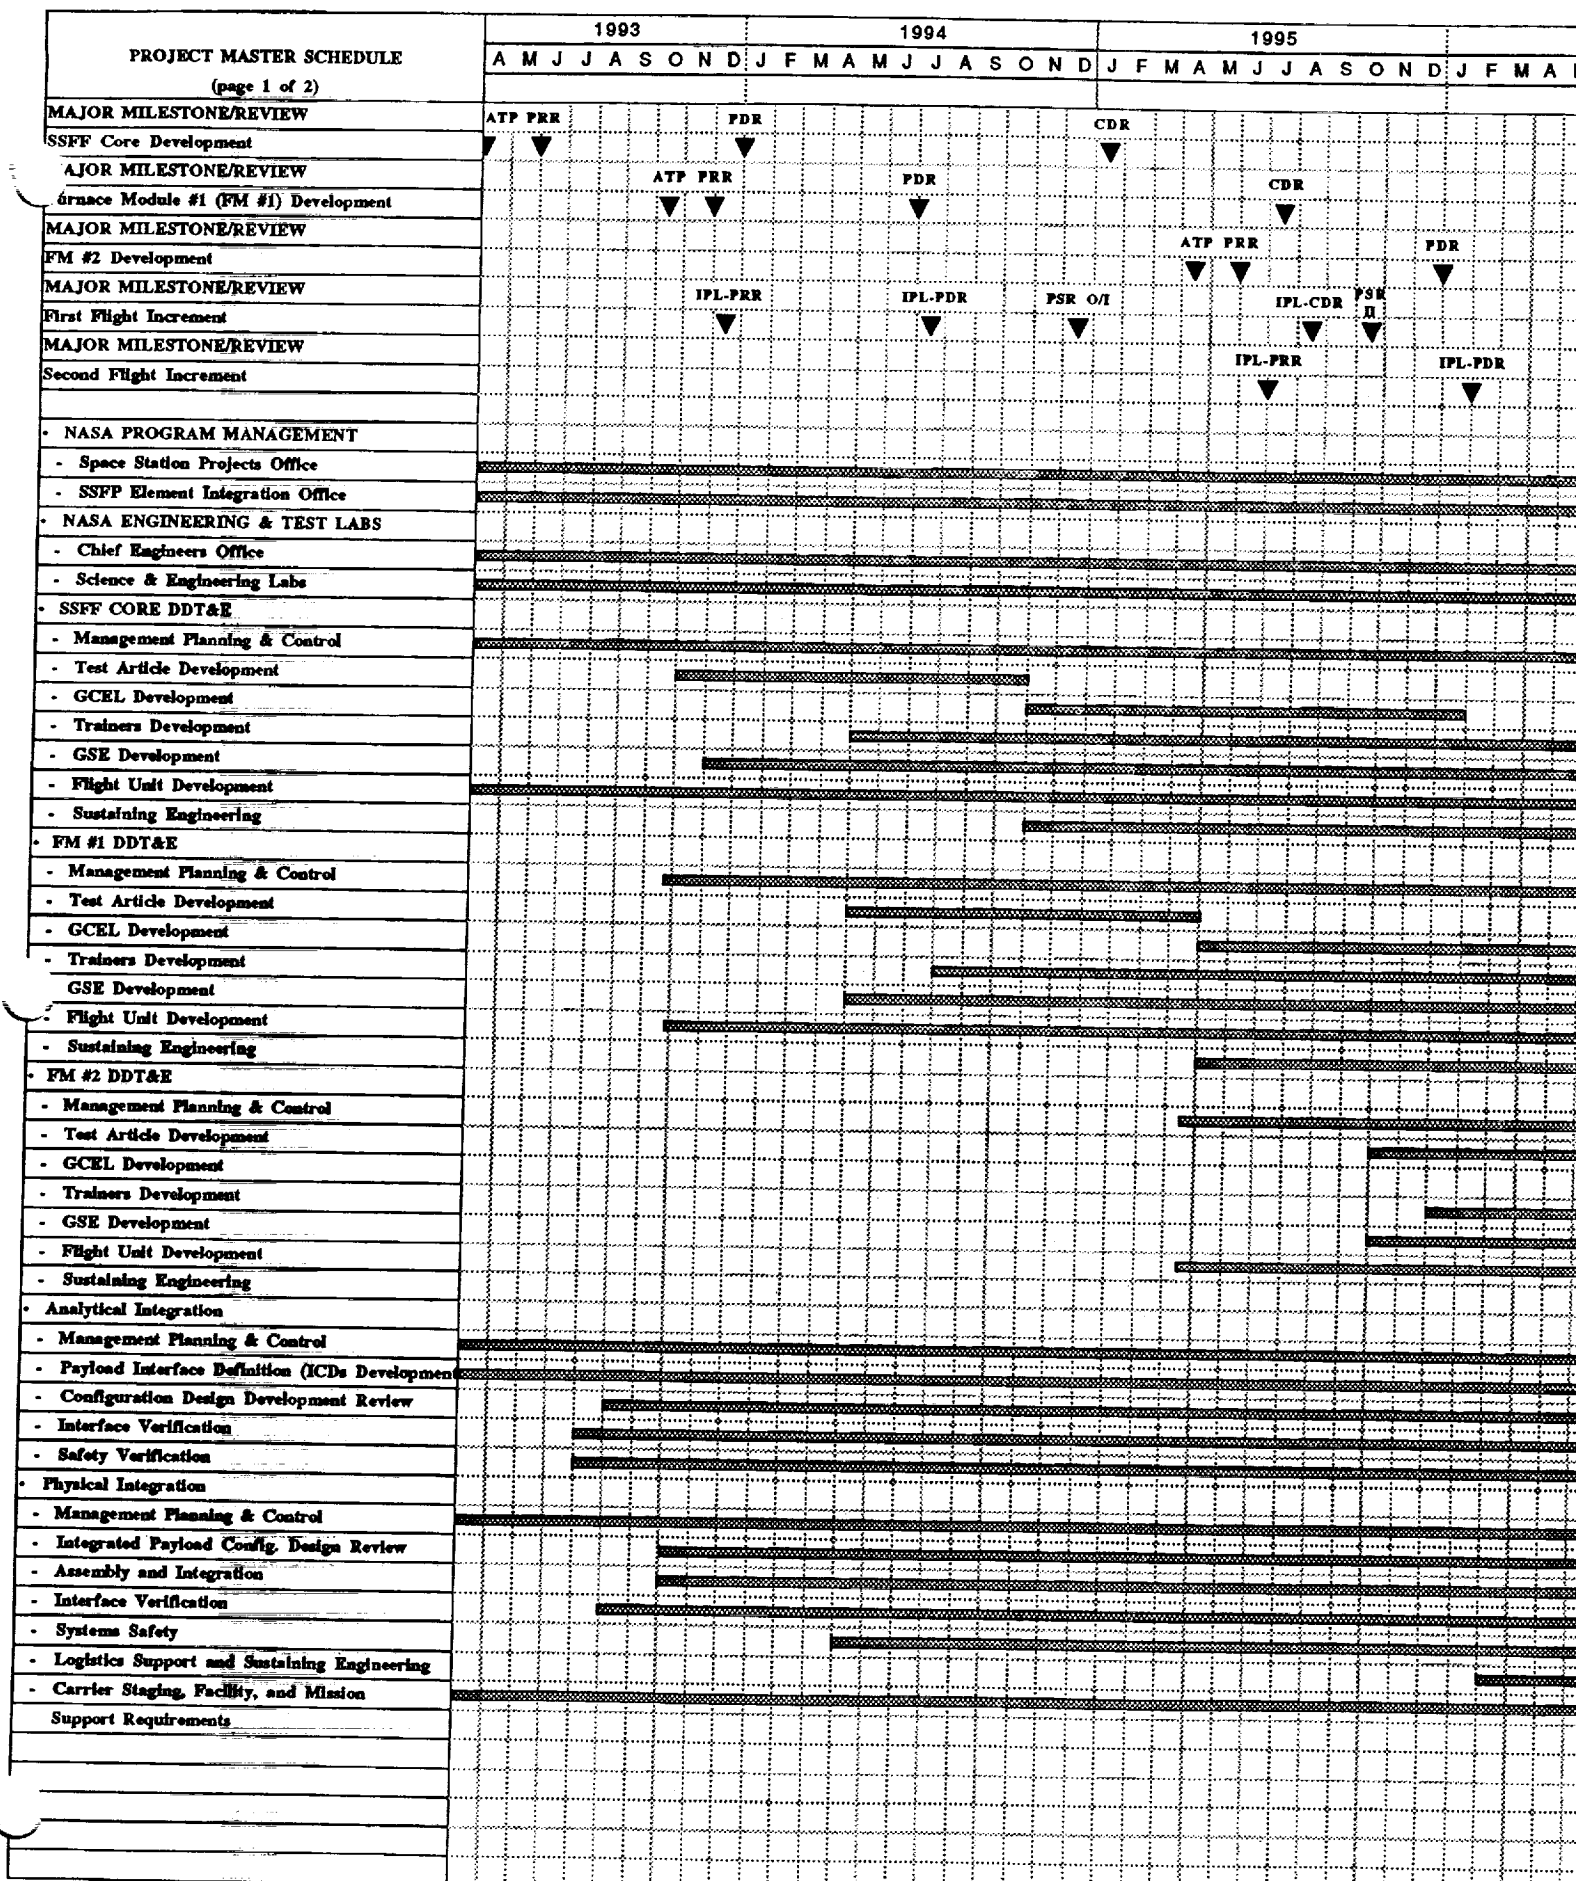 1993 1994 1995
PROJECT MASTER SCHEDULE
A M J J A S O N D J F M A M J J A S O N D J F M A M J J A S O N D J F M A
(page 1 of 2)
MAJOR MILESTONE/REVIEW
ATP PRR PDR CDR
SSFF Core Development
AJOR MILESTONE/REVIEW
ATP PRR PDR CDR
urnace Module #1 (FM #1) Development
MAJOR MILESTONE/REVIEW
ATP PRR PDR
FM #2 Development
MAJOR MILESTONE/REVIEW
IPL-PRR IPL-PDR PSR O/I IPL-CDR PSR II
First Flight Increment
MAJOR MILESTONE/REVIEW
IPL-PRR IPL-PDR
Second Flight Increment
· NASA PROGRAM MANAGEMENT
- Space Station Projects Office
- SSFP Element Integration Office
· NASA ENGINEERING & TEST LABS
- Chief Engineers Office
- Science & Engineering Labs
· SSFF CORE DDT&E
- Management Planning & Control
- Test Article Development
- GCEL Development
- Trainers Development
- GSE Development
- Flight Unit Development
- Sustaining Engineering
· FM #1 DDT&E
- Management Planning & Control
- Test Article Development
- GCEL Development
- Trainers Development
GSE Development
- Flight Unit Development
- Sustaining Engineering
· FM #2 DDT&E
- Management Planning & Control
- Test Article Development
- GCEL Development
- Trainers Development
- GSE Development
- Flight Unit Development
- Sustaining Engineering
· Analytical Integration
- Management Planning & Control
- Payload Interface Definition (ICDs Development
- Configuration Design Development Review
- Interface Verification
- Safety Verification
· Physical Integration
- Management Planning & Control
- Integrated Payload Config. Design Review
- Assembly and Integration
- Interface Verification
- Systems Safety
- Logistics Support and Sustaining Engineering
- Carrier Staging, Facility, and Mission
Support Requirements